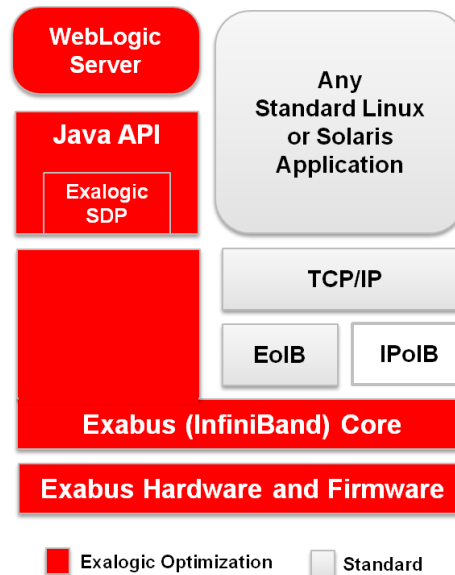 WebLogic
Server
Any
Standard Linux
or Solaris
Application
Java API
Exalogic
SDP
TCP/IP
EoIB
IPoIB
Exabus (InfiniBand) Core
Exabus Hardware and Firmware
Exalogic Optimization
Standard